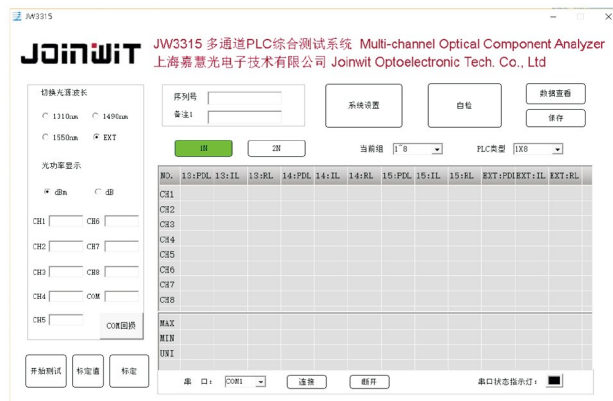 JW3315
JOINWIT
JW3315 多通道PLC综合测试系统 Multi-channel Optical Component Analyzer
上海嘉慧光电子技术有限公司 Joinwit Optoelectronic Tech. Co., Ltd
切换光源波长
1310nm 1490nm
1550nm EXT
光功率显示
dBm dB
CH1 CH6
CH2 CH7
CH3 CH8
CH4 COM
CH5 COM回损
开始测试 标定值 标定
序列号
备注1
系统设置
自检
数据查看
保存
1N
2N
当前组 1~8
PLC类型 1X8
NO. 13:PDL 13:IL 13:RL 14:PDL 14:IL 14:RL 15:PDL 15:IL 15:RL EXT:PDL EXT:IL EXT:RL
CH1
CH2
CH3
CH4
CH5
CH6
CH7
CH8
MAX
MIN
UNI
串 口: COM1 连接 断开 串口状态指示灯: